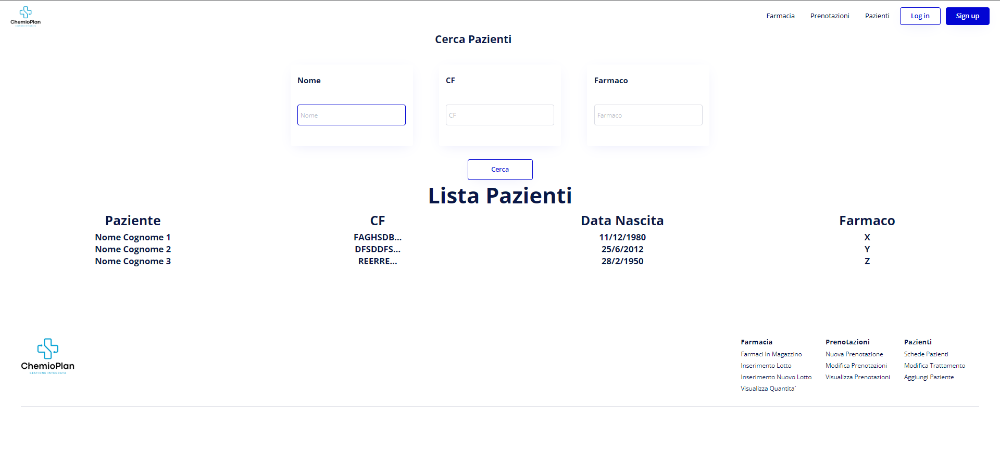 ChemioPlan
GESTIONE INTEGRATA
Farmacia Prenotazioni Pazienti Log in Sign up
Cerca Pazienti
Nome CF Farmaco
Nome CF Farmaco
Cerca
Lista Pazienti
Paziente CF Data Nascita Farmaco
Nome Cognome 1 FAGHSDB... 11/12/1980 X
Nome Cognome 2 DFSDDFS... 25/6/2012 Y
Nome Cognome 3 REERRE... 28/2/1950 Z
ChemioPlan
GESTIONE INTEGRATA
Farmacia Prenotazioni Pazienti
Farmaci In Magazzino Nuova Prenotazione Schede Pazienti
Inserimento Lotto Modifica Prenotazioni Modifica Trattamento
Inserimento Nuovo Lotto Visualizza Prenotazioni Aggiungi Paziente
Visualizza Quantita`